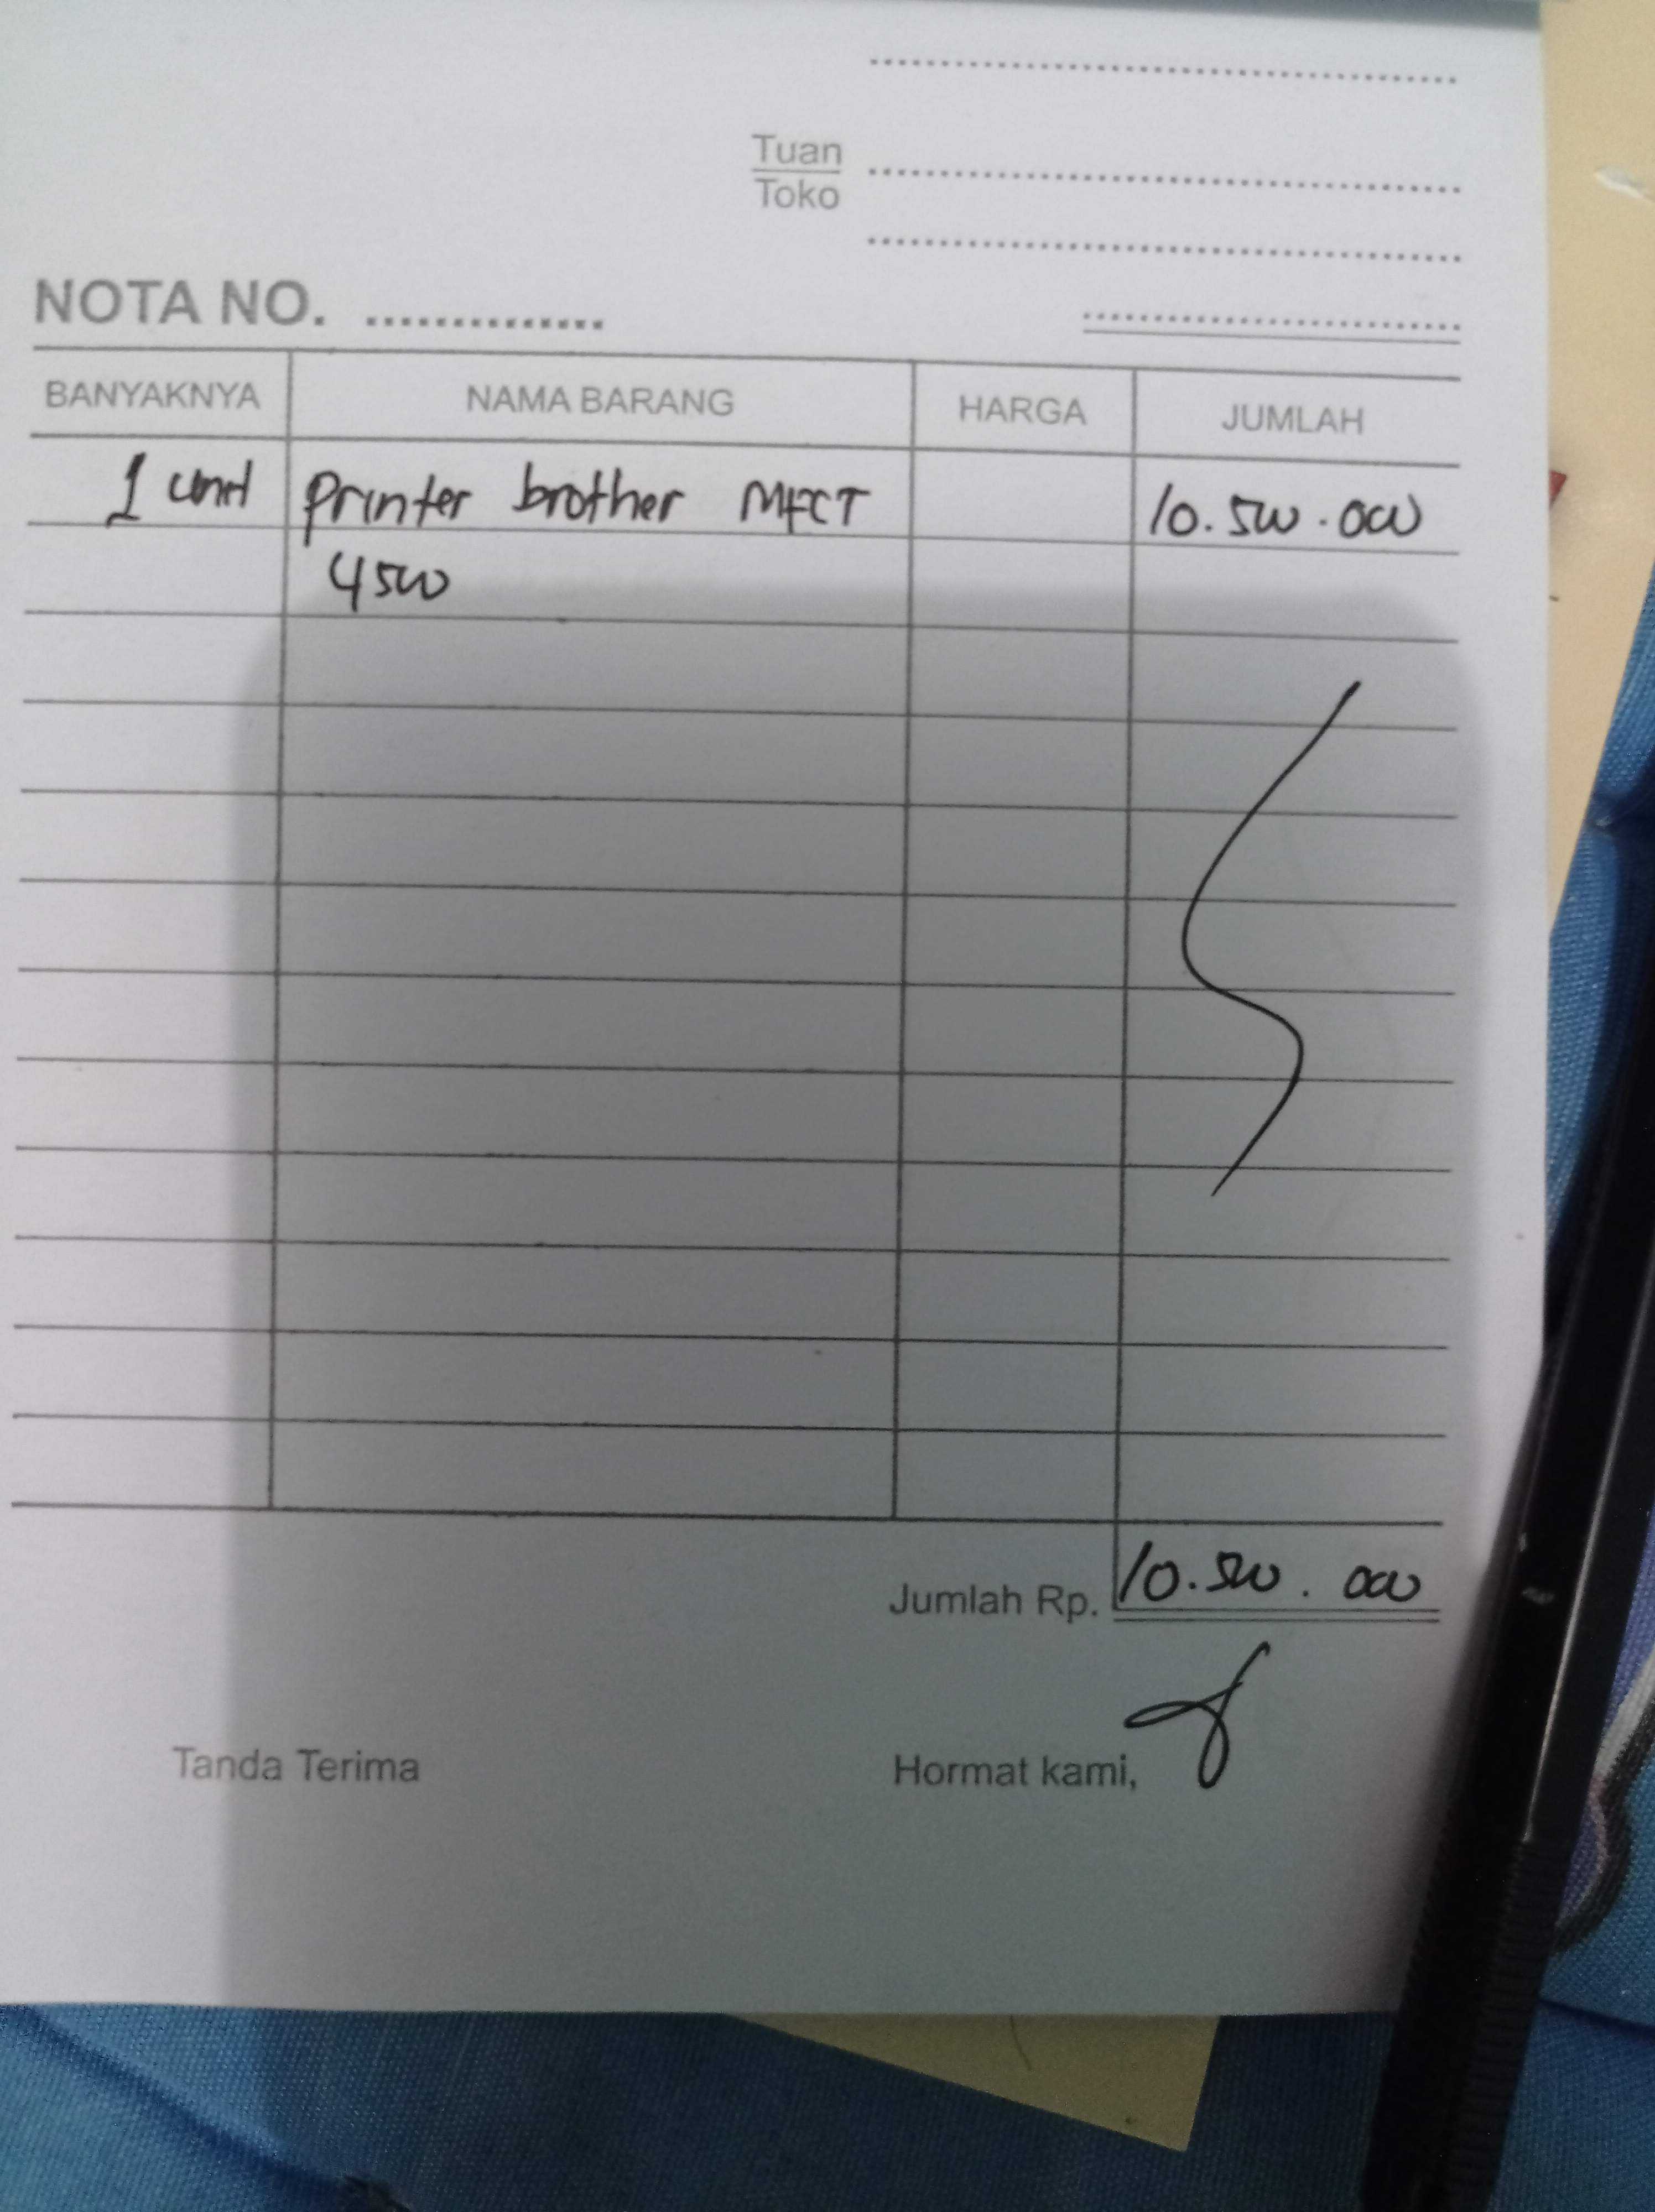 Tuan
Toko
NOTA NO. ..............
BANYAKNYA NAMA BARANG HARGA JUMLAH
1 unit Printer brother MFCT 10.500.000
4500
Jumlah Rp. 10.500.000
Tanda Terima Hormat kami,